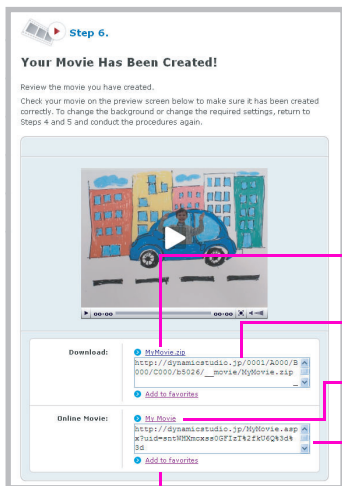 Step 6.
Your Movie Has Been Created!
Review the movie you have created.
Check your movie on the preview screen below to make sure it has been created
correctly. To change the background or change the required settings, return to
Steps 4 and 5 and conduct the procedures again.
00:00 00:00
Download:
MyMovie.zip
http://dynamicstudio.jp/0001/A000/B
000/C000/b5026/__movie/MyMovie.zip
Add to favorites
Online Movie:
My Movie
http://dynamicstudio.jp/MyMovie.asp
x?uid=sntWMXmcxss0GFIzT%2fkU6Q%3d%
3d
Add to favorites